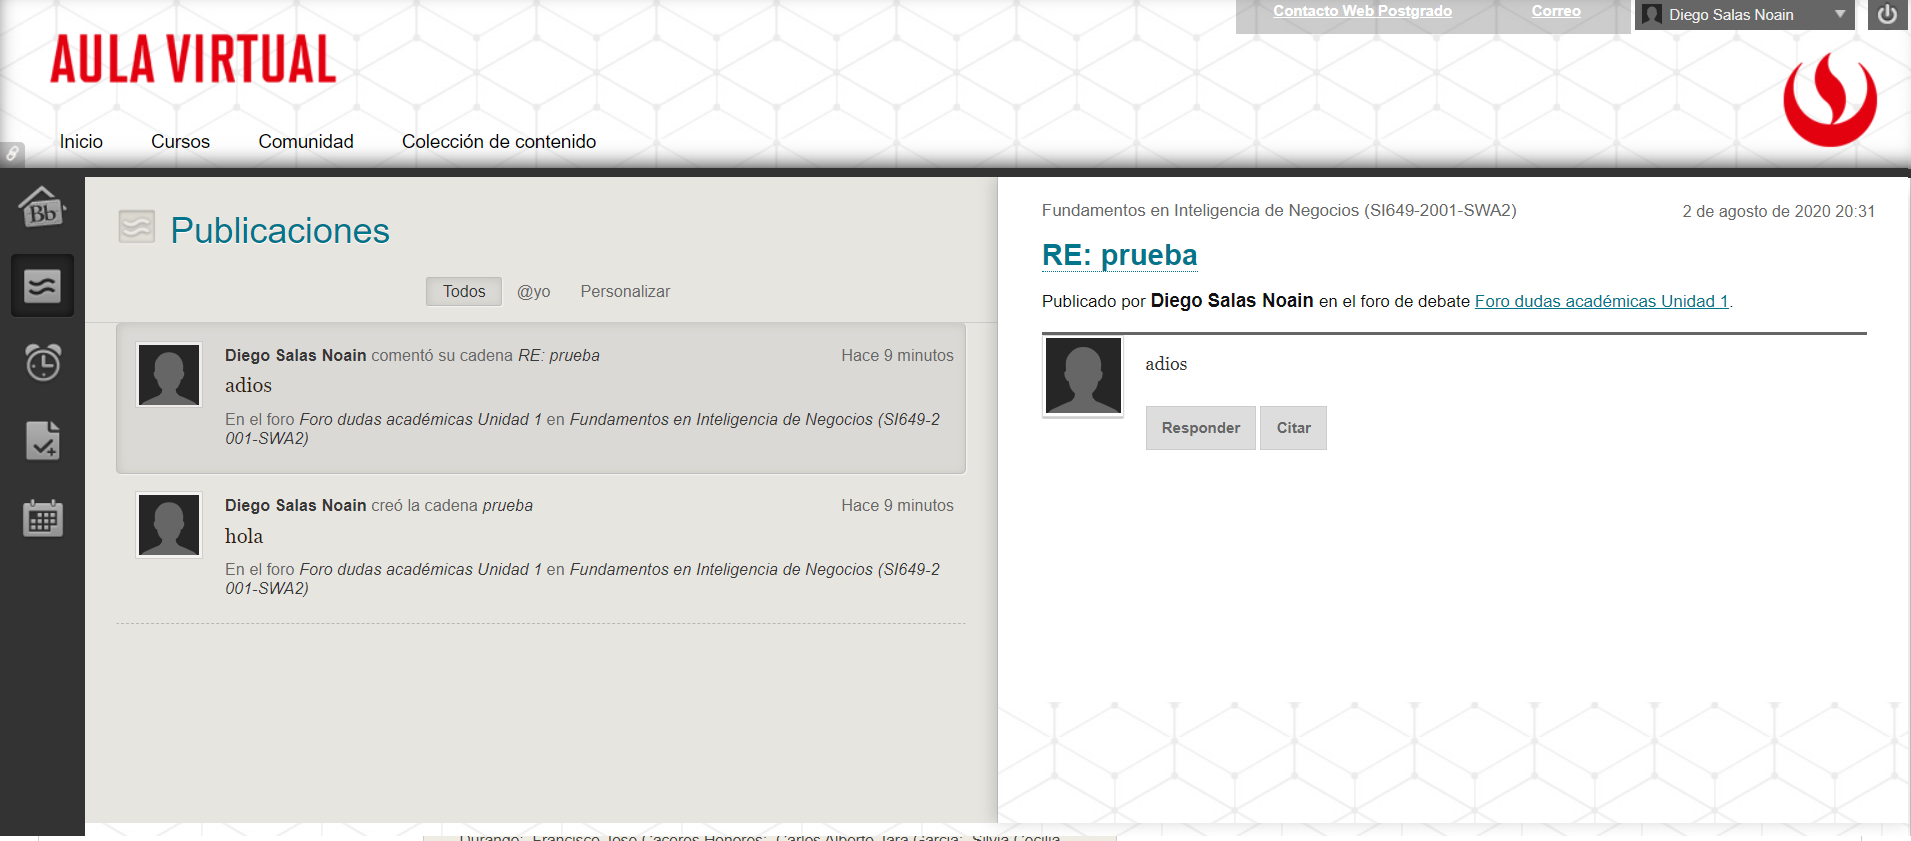 Contacto Web Postgrado Correo Diego Salas Noain
AULA VIRTUAL
Inicio Cursos Comunidad Colección de contenido
Bb
Publicaciones
Todos @yo Personalizar
Diego Salas Noain comentó su cadena RE: prueba Hace 9 minutos
adios
En el foro Foro dudas académicas Unidad 1 en Fundamentos en Inteligencia de Negocios (SI649-2
001-SWA2)
Diego Salas Noain creó la cadena prueba Hace 9 minutos
hola
En el foro Foro dudas académicas Unidad 1 en Fundamentos en Inteligencia de Negocios (SI649-2
001-SWA2)
Fundamentos en Inteligencia de Negocios (SI649-2001-SWA2) 2 de agosto de 2020 20:31
RE: prueba
Publicado por Diego Salas Noain en el foro de debate Foro dudas académicas Unidad 1.
adios
Responder Citar